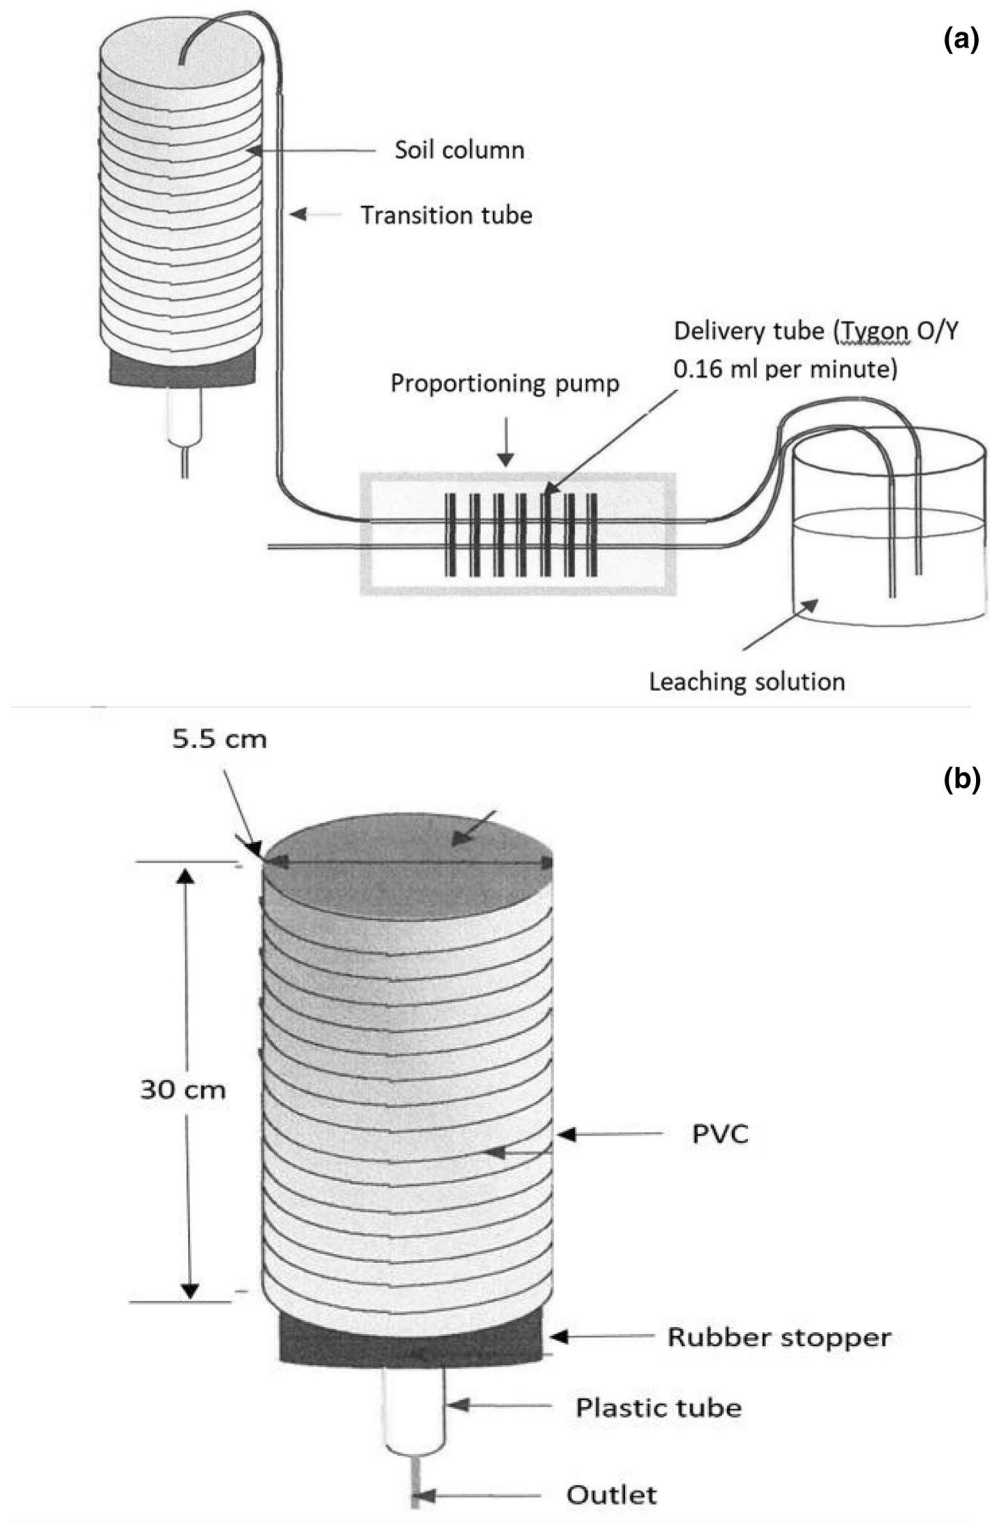 (a)
Soil column
Transition tube
Delivery tube (Tygon O/Y
0.16 ml per minute)
Proportioning pump
Leaching solution
5.5 cm
(b)
30 cm
PVC
Rubber stopper
Plastic tube
Outlet